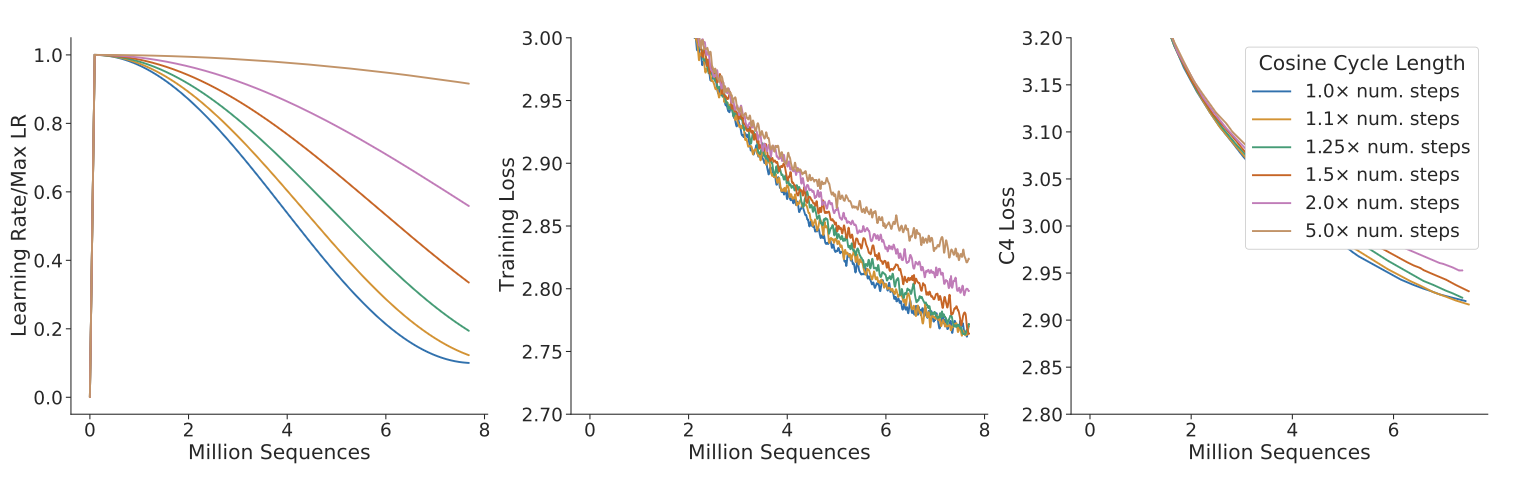 Learning Rate/Max LR
1.0
0.8
0.6
0.4
0.2
0.0
0 2 4 6 8
Million Sequences
Training Loss
3.00
2.95
2.90
2.85
2.80
2.75
2.70
0 2 4 6 8
Million Sequences
C4 Loss
3.20
3.15
3.10
3.05
3.00
2.95
2.90
2.85
2.80
0 2 4 6
Million Sequences
Cosine Cycle Length
1.0× num. steps
1.1× num. steps
1.25× num. steps
1.5× num. steps
2.0× num. steps
5.0× num. steps